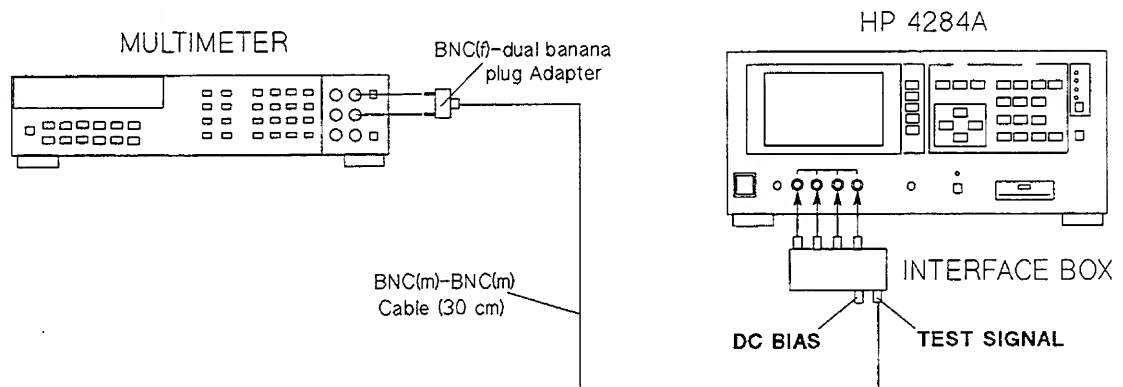 HP 4284A
MULTIMETER
BNC(f)-dual banana
plug Adapter
BNC(m)-BNC(m)
Cable (30 cm)
INTERFACE BOX
DC BIAS
TEST SIGNAL